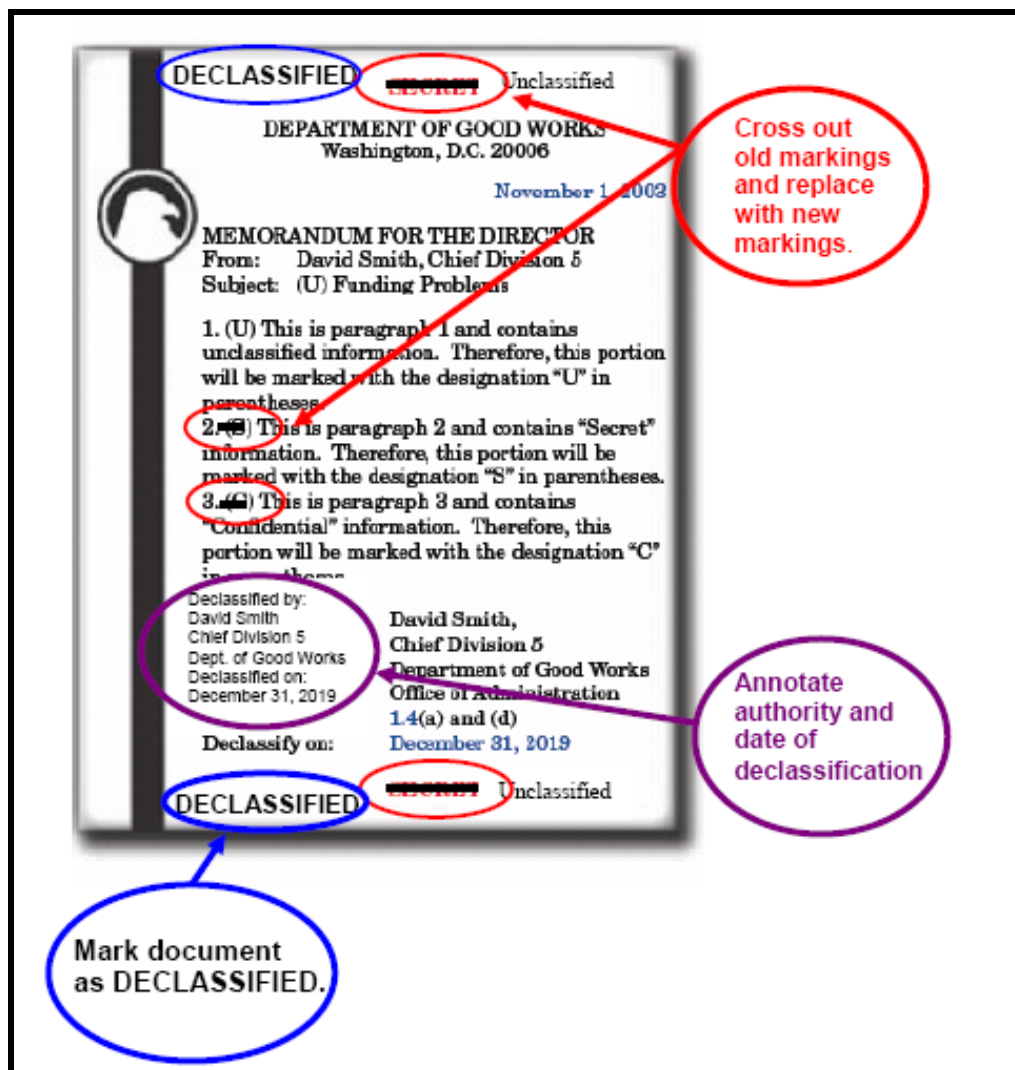 DECLASSIFIED SECRET Unclassified
DEPARTMENT OF GOOD WORKS
Washington, D.C. 20006
November 1, 2003
MEMORANDUM FOR THE DIRECTOR
From: David Smith, Chief Division 5
Subject: (U) Funding Problems
1. (U) This is paragraph 1 and contains
unclassified information. Therefore, this portion
will be marked with the designation “U” in
parentheses.
2. (S) This is paragraph 2 and contains “Secret”
information. Therefore, this portion will be
marked with the designation “S” in parentheses.
3. (C) This is paragraph 3 and contains
“Confidential” information. Therefore, this
portion will be marked with the designation “C”
in
Declassified by:
David Smith
Chief Division 5
Dept. of Good Works
Declassified on:
December 31, 2019
David Smith,
Chief Division 5
Department of Good Works
Office of Administration
1.4(a) and (d)
Declassify on: December 31, 2019
DECLASSIFIED SECRET Unclassified
Cross out
old markings
and replace
with new
markings.
Annotate
authority and
date of
declassification
Mark document
as DECLASSIFIED.